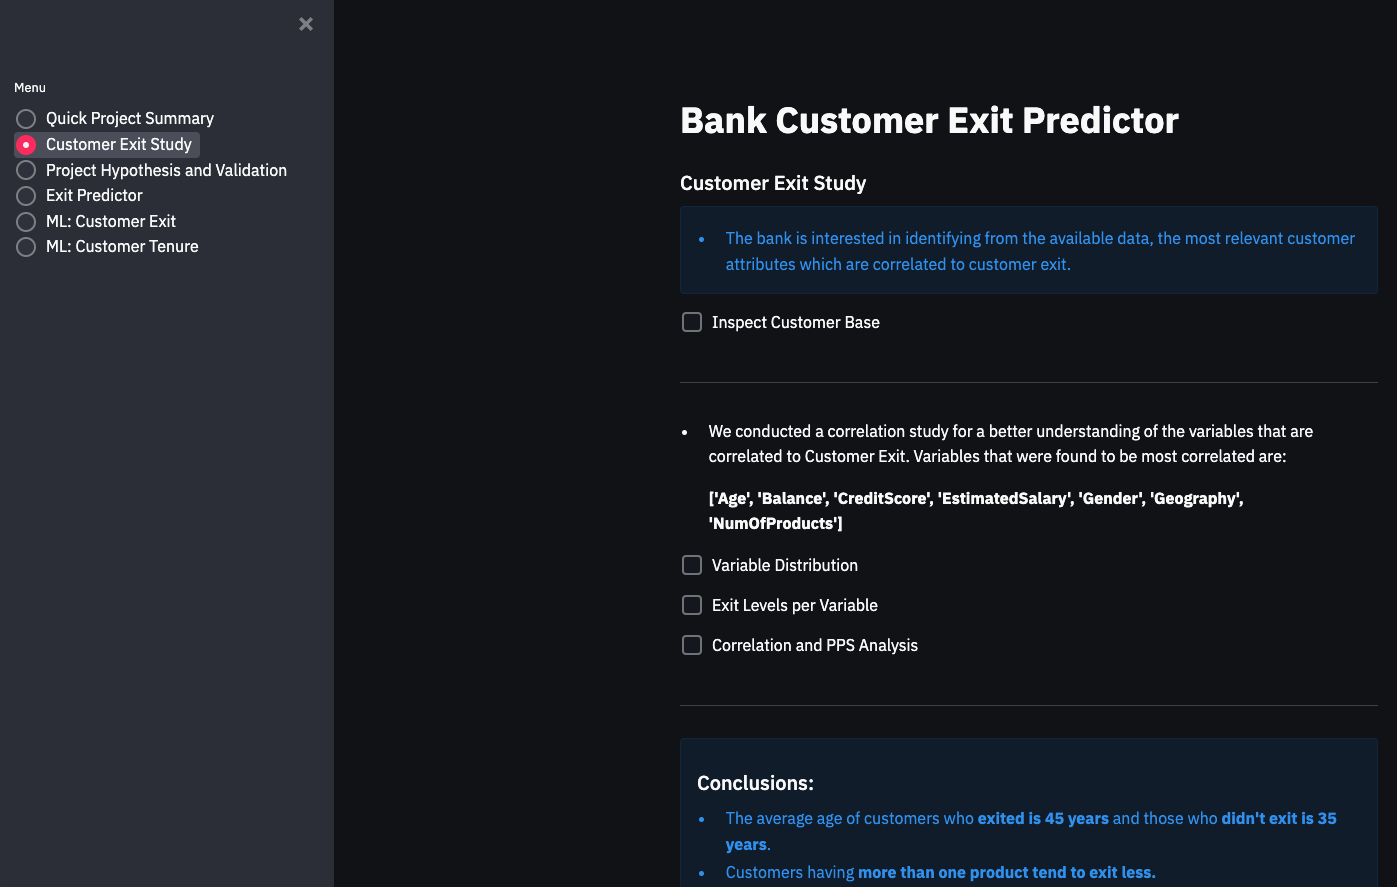 Menu
Quick Project Summary
Customer Exit Study
Project Hypothesis and Validation
Exit Predictor
ML: Customer Exit
ML: Customer Tenure
Bank Customer Exit Predictor
Customer Exit Study
• The bank is interested in identifying from the available data, the most relevant customer
attributes which are correlated to customer exit.
Inspect Customer Base
• We conducted a correlation study for a better understanding of the variables that are
correlated to Customer Exit. Variables that were found to be most correlated are:
['Age', 'Balance', 'CreditScore', 'EstimatedSalary', 'Gender', 'Geography',
'NumOfProducts']
Variable Distribution
Exit Levels per Variable
Correlation and PPS Analysis
Conclusions:
• The average age of customers who exited is 45 years and those who didn't exit is 35
years.
• Customers having more than one product tend to exit less.